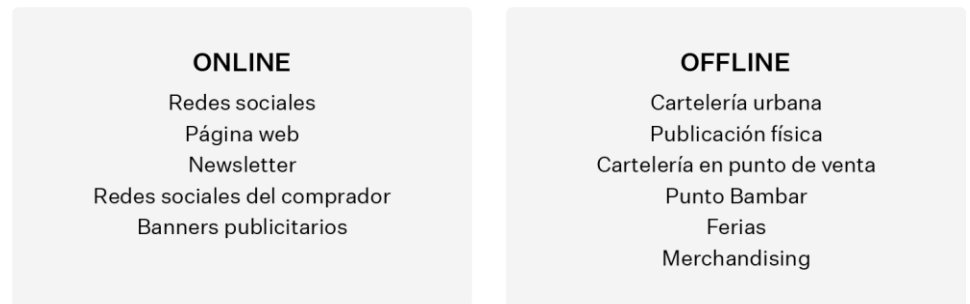 ONLINE
Redes sociales
Página web
Newsletter
Redes sociales del comprador
Banners publicitarios
OFFLINE
Cartelería urbana
Publicación física
Cartelería en punto de venta
Punto Bambar
Ferias
Merchandising